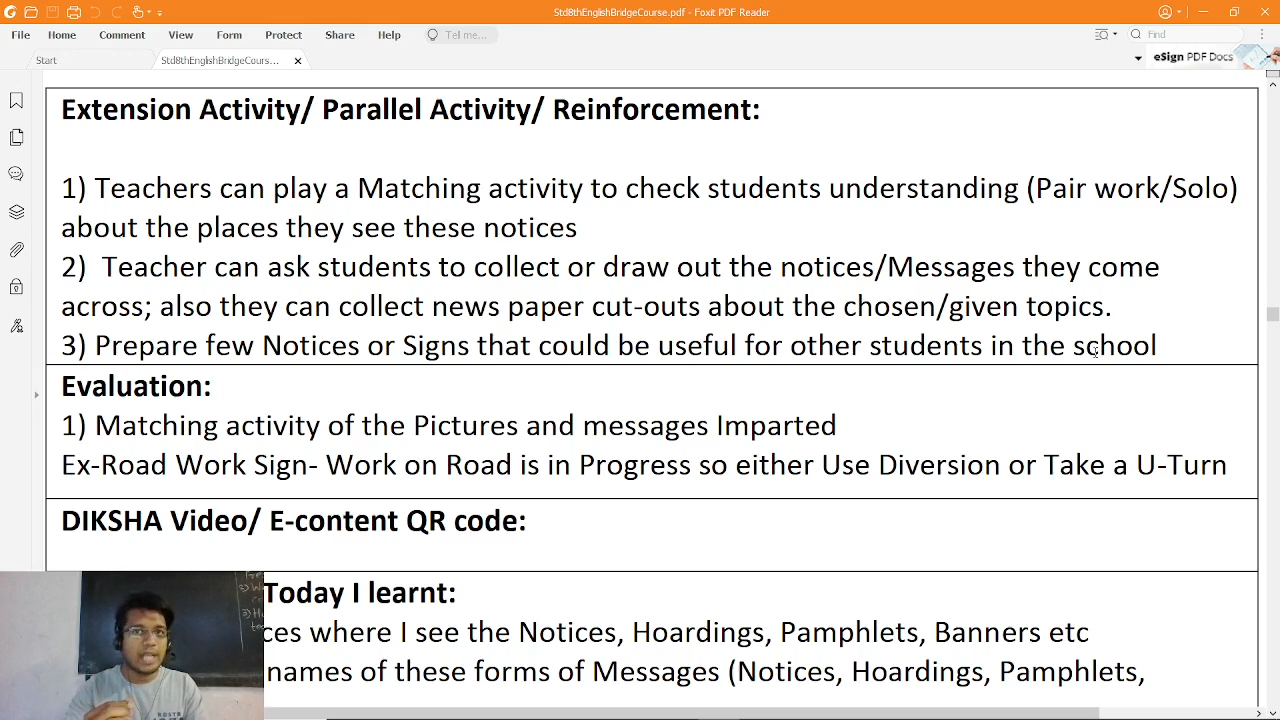 Std8thEnglishBridgeCourse.pdf - Foxit PDF Reader
File Home Comment View Form Protect Share Help Tell me... Find
Start Std8thEnglishBridgeCours... eSign PDF Docs
Extension Activity/ Parallel Activity/ Reinforcement:
1) Teachers can play a Matching activity to check students understanding (Pair work/Solo)
about the places they see these notices
2) Teacher can ask students to collect or draw out the notices/Messages they come
across; also they can collect news paper cut-outs about the chosen/given topics.
3) Prepare few Notices or Signs that could be useful for other students in the school
Evaluation:
1) Matching activity of the Pictures and messages Imparted
Ex-Road Work Sign- Work on Road is in Progress so either Use Diversion or Take a U-Turn
DIKSHA Video/ E-content QR code:
Today I learnt:
ces where I see the Notices, Hoardings, Pamphlets, Banners etc
names of these forms of Messages (Notices, Hoardings, Pamphlets,